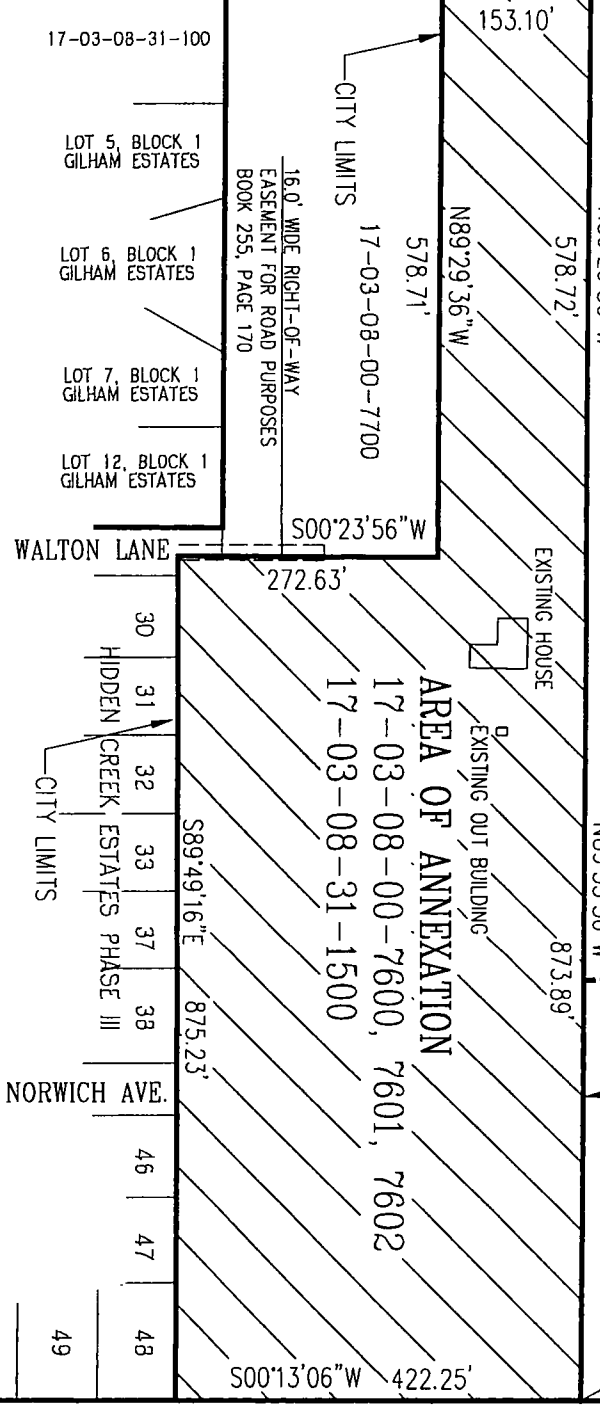 153.10'
17-03-08-31-100
CITY LIMITS
LOT 5, BLOCK 1
GILHAM ESTATES
LOT 6, BLOCK 1
GILHAM ESTATES
LOT 7, BLOCK 1
GILHAM ESTATES
LOT 12, BLOCK 1
GILHAM ESTATES
16.0' WIDE RIGHT-OF-WAY
EASEMENT FOR ROAD PURPOSES
BOOK 255, PAGE 170
17-03-08-00-7700
578.71'
N89°29'36"W
578.72'
S00°23'56"W
272.63'
WALTON LANE
EXISTING HOUSE
EXISTING OUT BUILDING
AREA OF ANNEXATION
17-03-08-00-7600, 7601, 7602
17-03-08-31-1500
30
31
32
33
37
38
HIDDEN CREEK ESTATES PHASE III
CITY LIMITS
S89°49'16"E
875.23'
873.89'
NORWICH AVE.
46
47
48
49
S00°13'06"W
422.25'